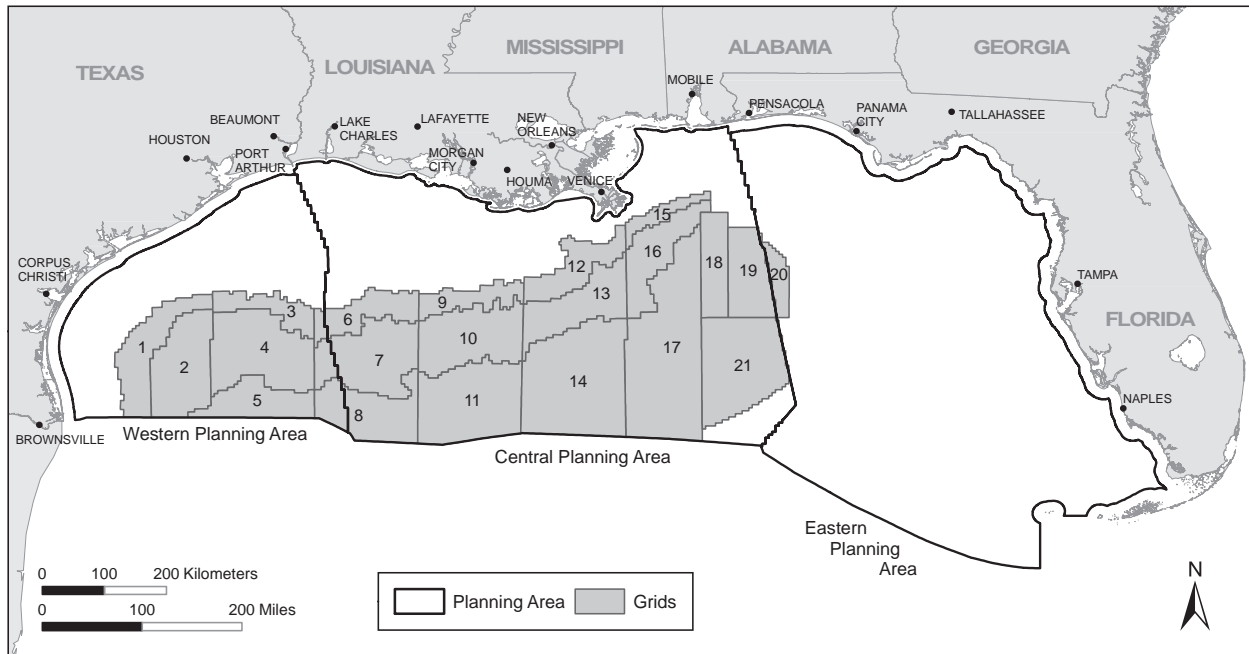 TEXAS
LOUISIANA
MISSISSIPPI
ALABAMA
GEORGIA
MOBILE
PENSACOLA
PANAMA
CITY
TALLAHASSEE
BEAUMONT
LAKE
CHARLES
LAFAYETTE
NEW
ORLEANS
HOUSTON
PORT
ARTHUR
MORGAN
CITY
HOUMA
VENICE
CORPUS
CHRISTI
TAMPA
FLORIDA
NAPLES
BROWNSVILLE
1
2
3
4
5
6
7
8
9
10
11
12
13
14
15
16
17
18
19
20
21
Western Planning Area
Central Planning Area
Eastern
Planning
Area
0 100 200 Kilometers
0 100 200 Miles
Planning Area
Grids
N